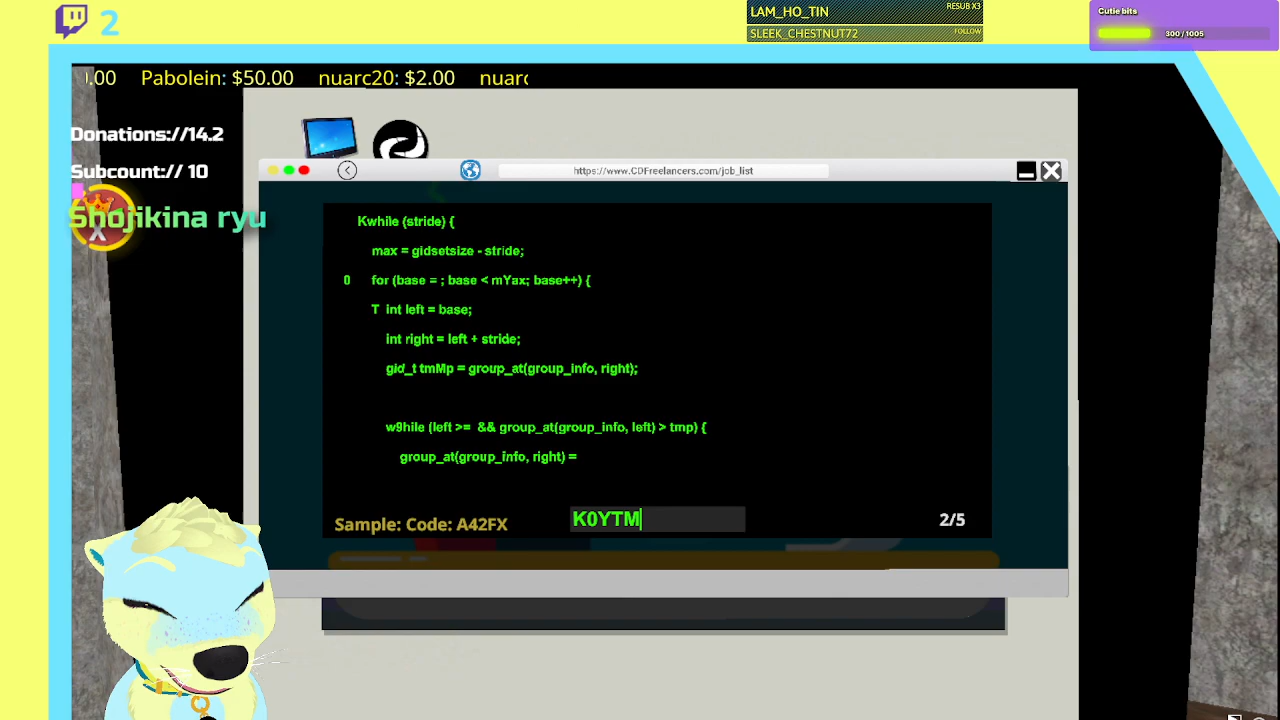 2
LAM_HO_TIN
RESUB X3
SLEEK_CHESTNUT72
FOLLOW
Cutie bits
300 / 1005
.00 Pabolein: $50.00 nuarc20: $2.00 nuarc
Donations://14.2
Subcount:// 10
Shojikina ryu
X
https://www.CDFreelancers.com/job_list
Kwhile (stride) {
max = gidsetsize - stride;
0 for (base = ; base < mYax; base++) {
T int left = base;
int right = left + stride;
gid_t tmMp = group_at(group_info, right);
w9hile (left >=  && group_at(group_info, left) > tmp) {
group_at(group_info, right) =
Sample: Code: A42FX
K0YTM
2/5